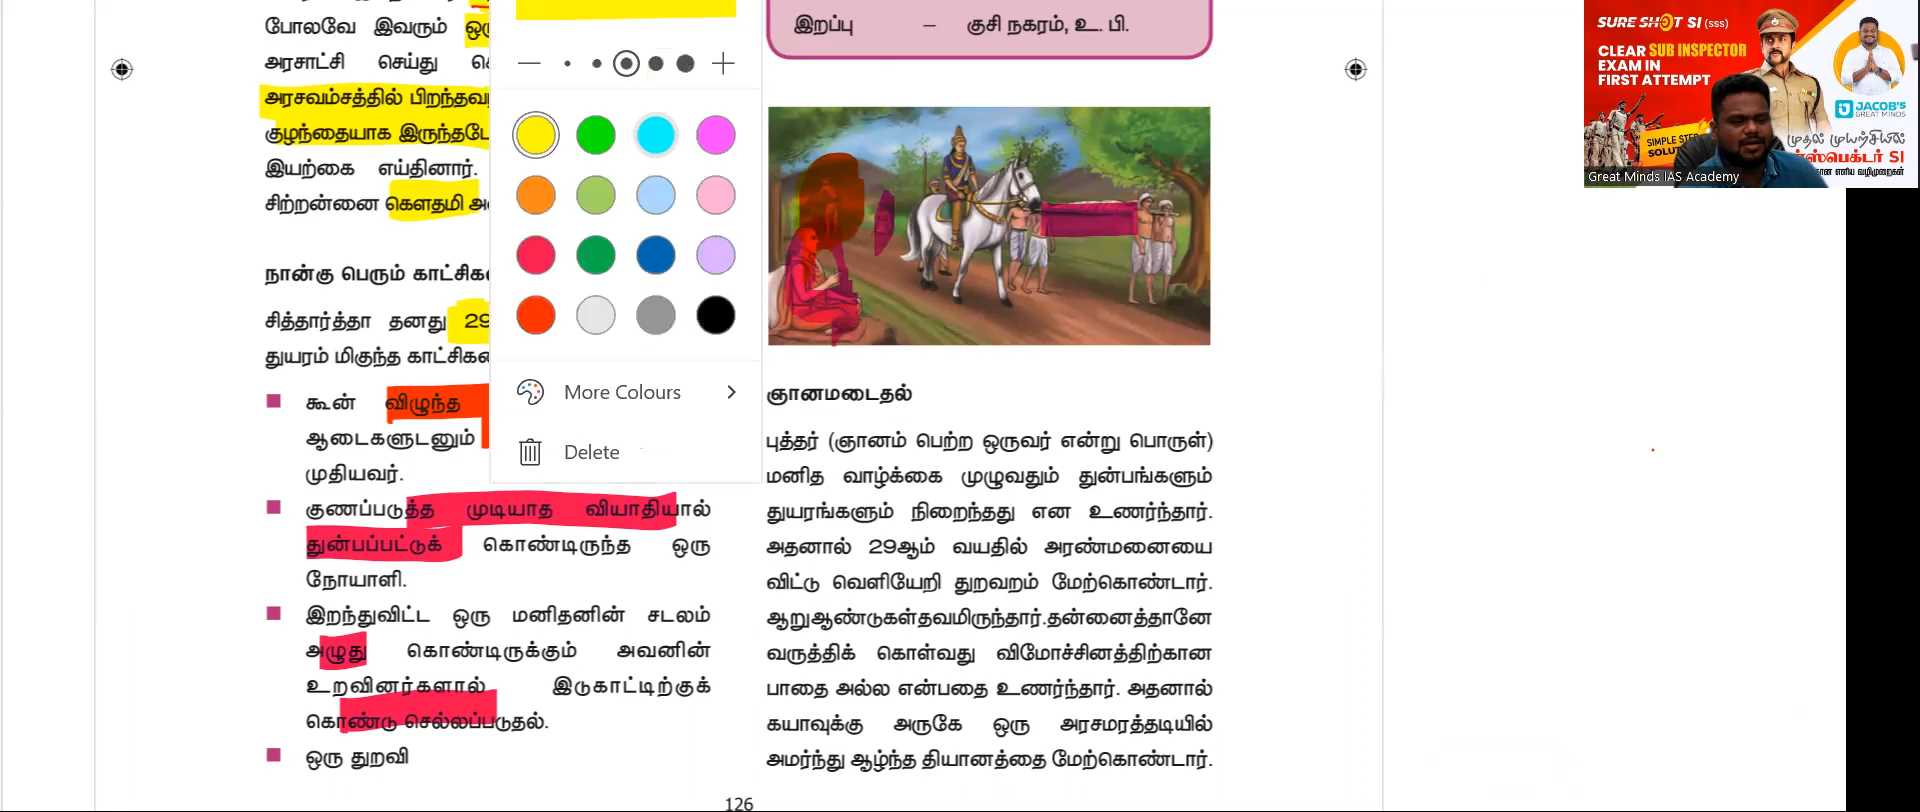 போலவே இவரும்
அரசாட்சி செய்து
அரசவம்சத்தில்
குழந்தையாக
இயற்கை எய்தினார்.
சிற்றன்னை கௌதமி
நான்கு பெரும்
சித்தார்த்தா தனது 29
துயரம் மிகுந்த
கூன் விழுந்த
ஆடைகளுடனும்
முதியவர்.
குணப்படுத்த முடியாத வியாதியால்
துன்பப்பட்டுக் கொண்டிருந்த ஒரு
நோயாளி.
இறந்துவிட்ட ஒரு மனிதனின் சடலம்
அழுது கொண்டிருக்கும் அவனின்
உறவினர்களால் இடுகாட்டிற்குக்
கொண்டு செல்லப்படுதல்.
ஒரு துறவி
More Colours
Delete
இறப்பு – குசி நகரம், உ. பி.
ஞானமடைதல்
புத்தர் (ஞானம் பெற்ற ஒருவர் என்று பொருள்)
மனித வாழ்க்கை முழுவதும் துன்பங்களும்
துயரங்களும் நிறைந்தது என உணர்ந்தார்.
அதனால் 29ஆம் வயதில் அரண்மனையை
விட்டு வெளியேறி துறவறம் மேற்கொண்டார்.
ஆறுஆண்டுகள்தவமிருந்தார்.தன்னைத்தானே
வருத்திக் கொள்வது விமோச்சினத்திற்கான
பாதை அல்ல என்பதை உணர்ந்தார். அதனால்
கயாவுக்கு அருகே ஒரு அரசமரத்தடியில்
அமர்ந்து ஆழ்ந்த தியானத்தை மேற்கொண்டார்.
126
SURE SHOT SI (sss)
CLEAR SUB INSPECTOR
EXAM IN
FIRST ATTEMPT
JACOB'S
GREAT MINDS
SIMPLE STEP
முதல் முயற்சியில்
SI
Great Minds IAS Academy
எளிய வழிமுறைகள்